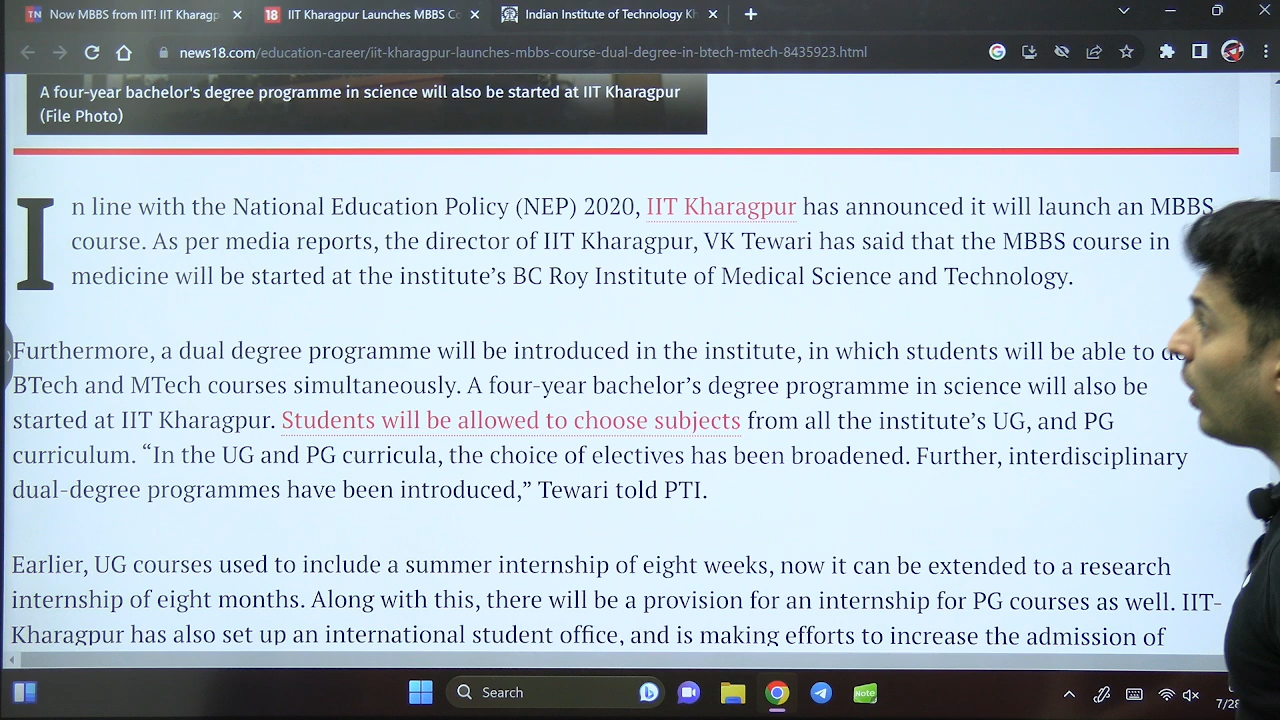 Now MBBS from IIT! IIT Kharagp
18 IIT Kharagpur Launches MBBS Co
Indian Institute of Technology Kh
news18.com/education-career/iit-kharagpur-launches-mbbs-course-dual-degree-in-btech-mtech-8435923.html
A four-year bachelor's degree programme in science will also be started at IIT Kharagpur
(File Photo)
In line with the National Education Policy (NEP) 2020, IIT Kharagpur has announced it will launch an MBBS
course. As per media reports, the director of IIT Kharagpur, VK Tewari has said that the MBBS course in
medicine will be started at the institute’s BC Roy Institute of Medical Science and Technology.
Furthermore, a dual degree programme will be introduced in the institute, in which students will be able to do
BTech and MTech courses simultaneously. A four-year bachelor’s degree programme in science will also be
started at IIT Kharagpur. Students will be allowed to choose subjects from all the institute’s UG, and PG
curriculum. “In the UG and PG curricula, the choice of electives has been broadened. Further, interdisciplinary
dual-degree programmes have been introduced,” Tewari told PTI.
Earlier, UG courses used to include a summer internship of eight weeks, now it can be extended to a research
internship of eight months. Along with this, there will be a provision for an internship for PG courses as well. IIT-
Kharagpur has also set up an international student office, and is making efforts to increase the admission of
Search
Note
7/28